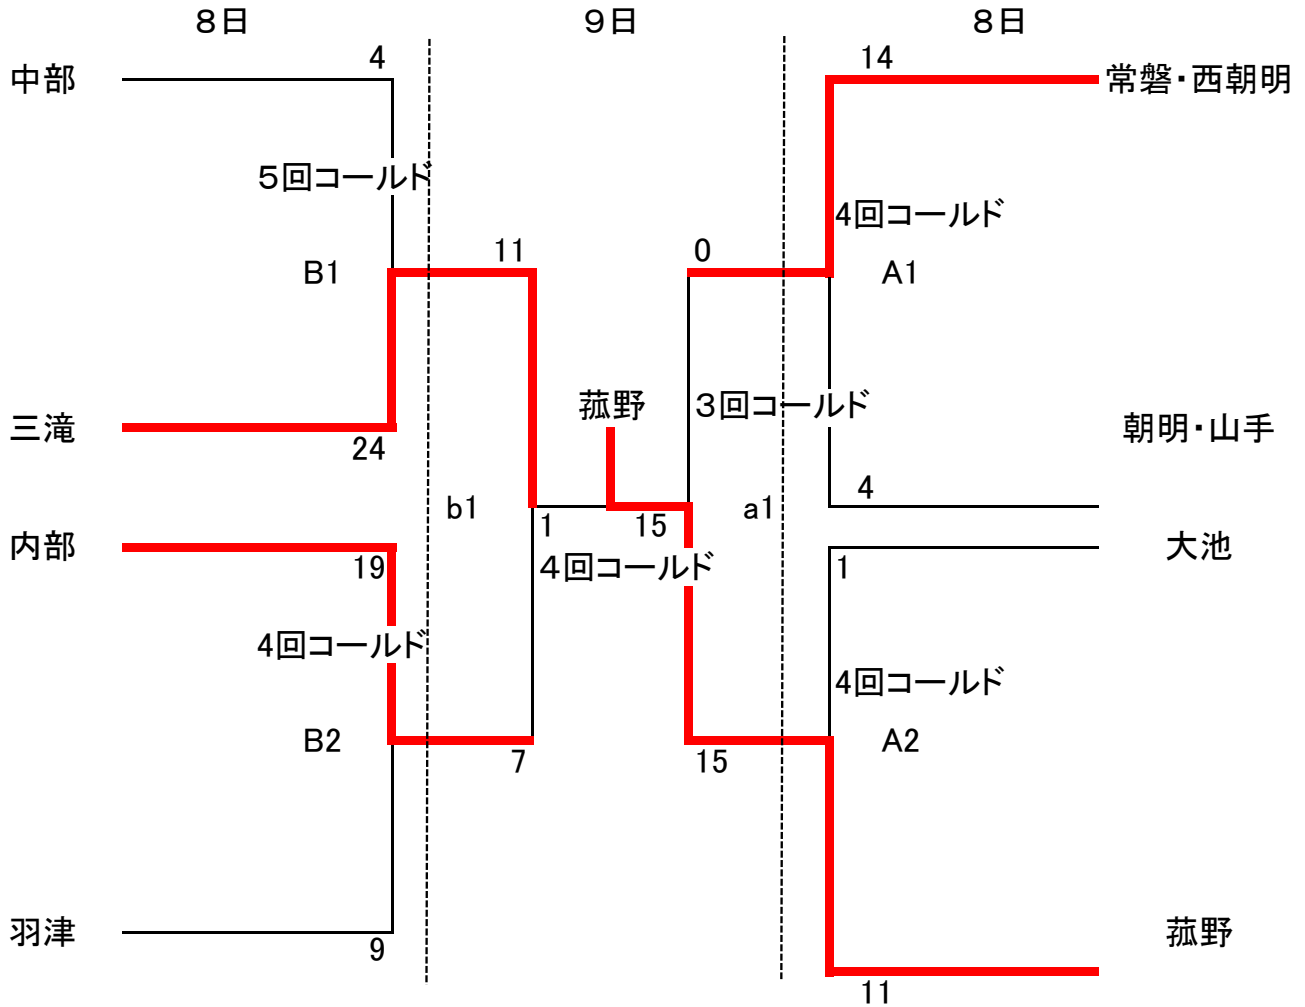 ８日
９日
８日
4
14
中部
常磐・西朝明
５回コールド
4回コールド
11
0
B1
A1
菰野
３回コールド
三滝
朝明・山手
24
4
b1
1
15
a1
内部
大池
19
４回コールド
1
4回コールド
4回コールド
B2
A2
7
15
羽津
菰野
9
11